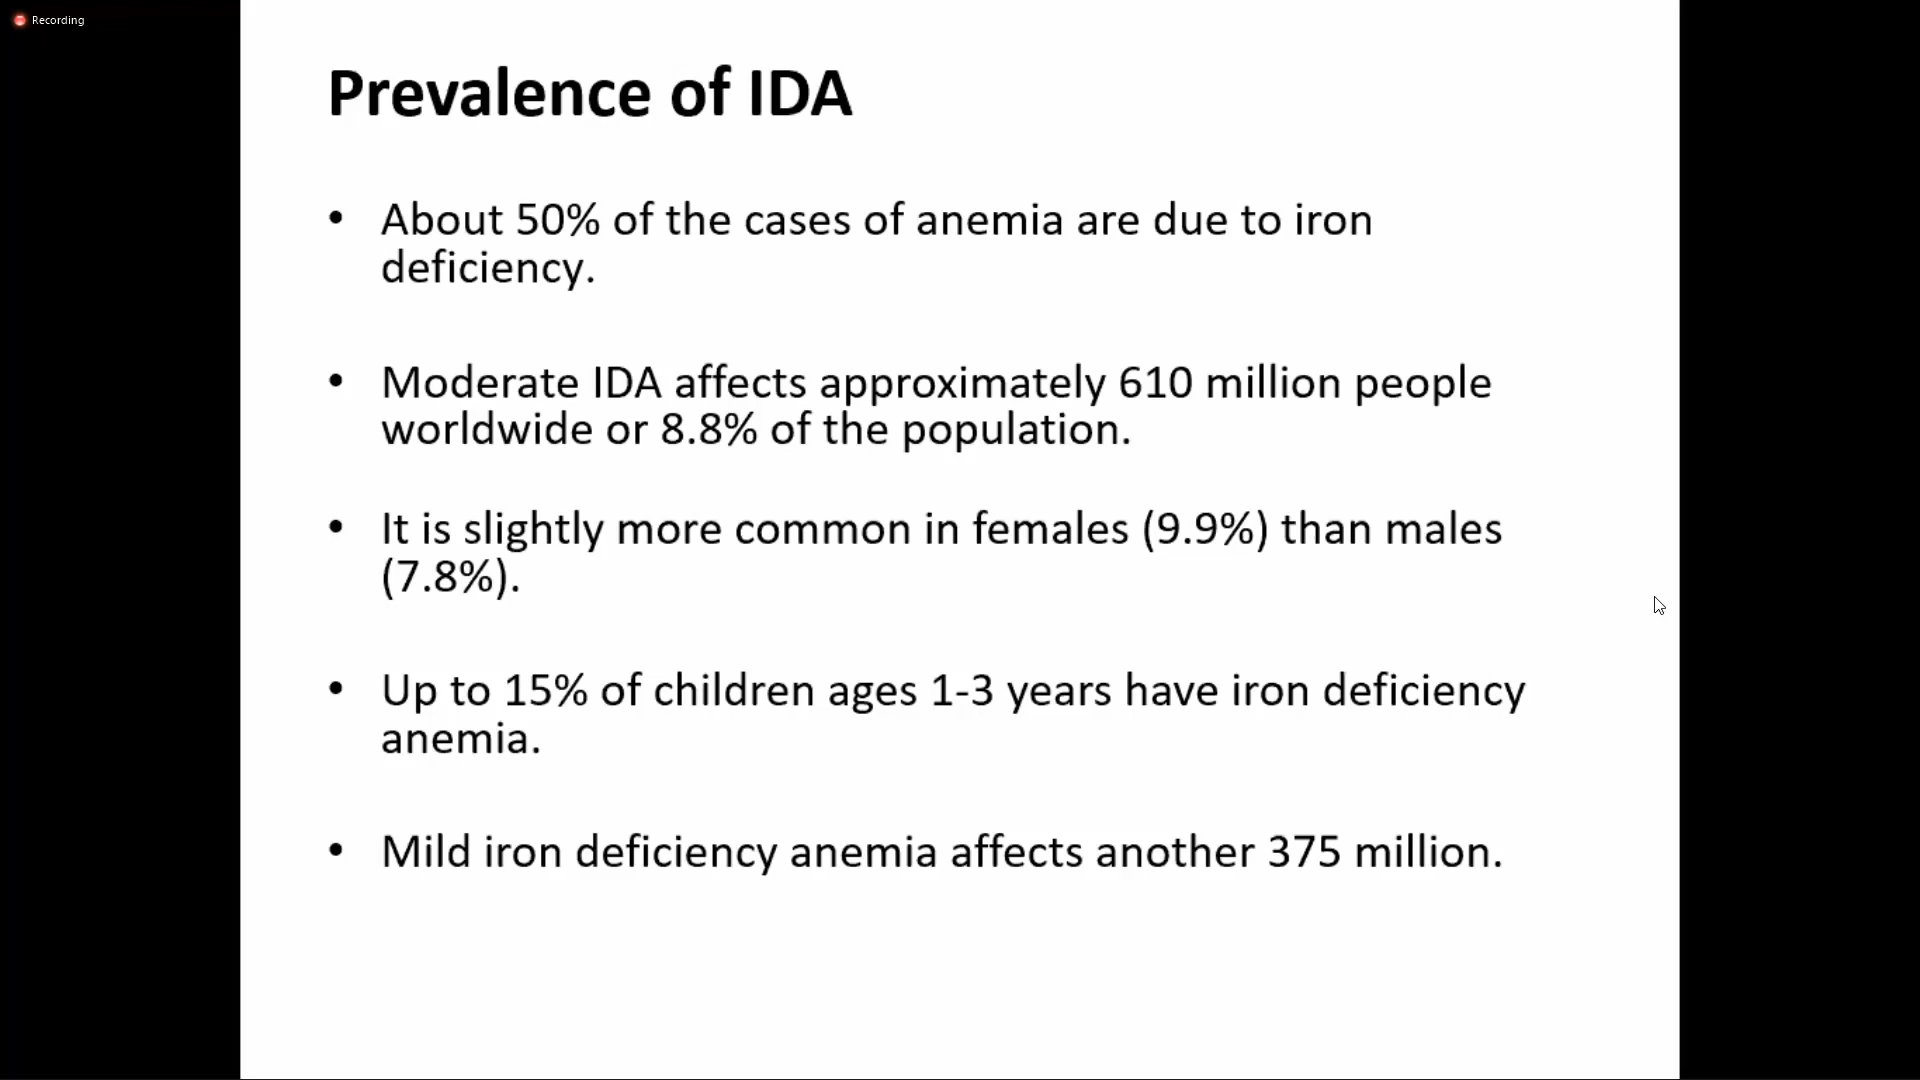 Recording
Prevalence of IDA
• About 50% of the cases of anemia are due to iron
deficiency.
• Moderate IDA affects approximately 610 million people
worldwide or 8.8% of the population.
• It is slightly more common in females (9.9%) than males
(7.8%).
• Up to 15% of children ages 1-3 years have iron deficiency
anemia.
• Mild iron deficiency anemia affects another 375 million.